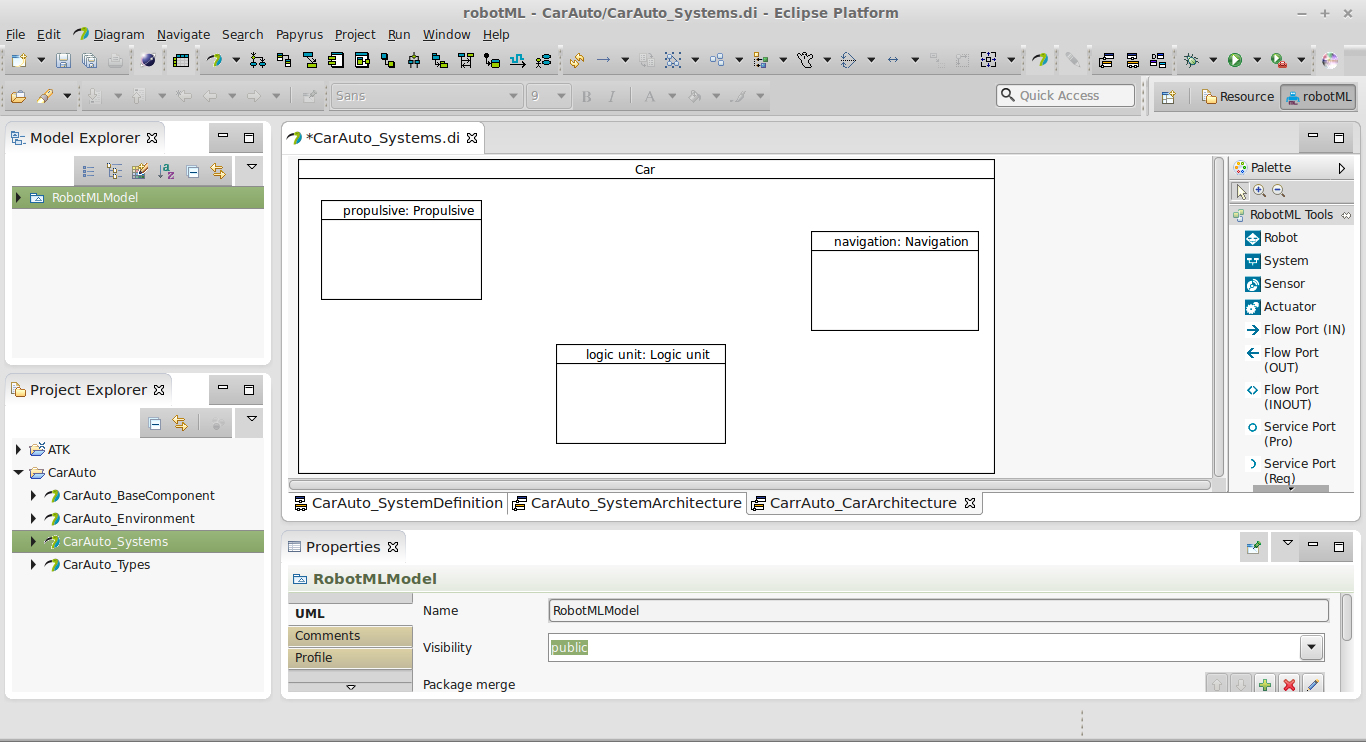 robotML - CarAuto/CarAuto_Systems.di - Eclipse Platform
File Edit Diagram Navigate Search Papyrus Project Run Window Help
Sans 9 B I A Quick Access Resource robotML
Model Explorer
RobotMLModel
Project Explorer
ATK
CarAuto
CarAuto_BaseComponent
CarAuto_Environment
CarAuto_Systems
CarAuto_Types
*CarAuto_Systems.di
Car
propulsive: Propulsive
navigation: Navigation
logic unit: Logic unit
Palette
RobotML Tools
Robot
System
Sensor
Actuator
Flow Port (IN)
Flow Port
(OUT)
Flow Port
(INOUT)
Service Port
(Pro)
Service Port
(Req)
CarAuto_SystemDefinition CarAuto_SystemArchitecture CarrAuto_CarArchitecture
Properties
RobotMLModel
UML
Comments
Profile
Name RobotMLModel
Visibility public
Package merge